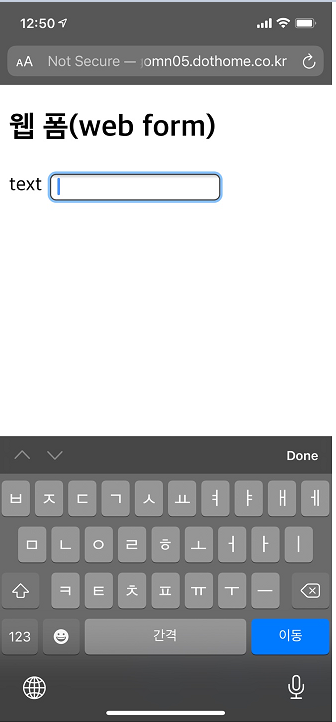 12:50
AA Not Secure — omn05.dothome.co.kr
웹 폼(web form)
text
Done
ㅂ ㅈ ㄷ ㄱ ㅅ ㅛ ㅕ ㅑ ㅐ ㅔ
ㅁ ㄴ ㅇ ㄹ ㅎ ㅗ ㅓ ㅏ ㅣ
ㅋ ㅌ ㅊ ㅍ ㅠ ㅜ ㅡ
123 간격 이동